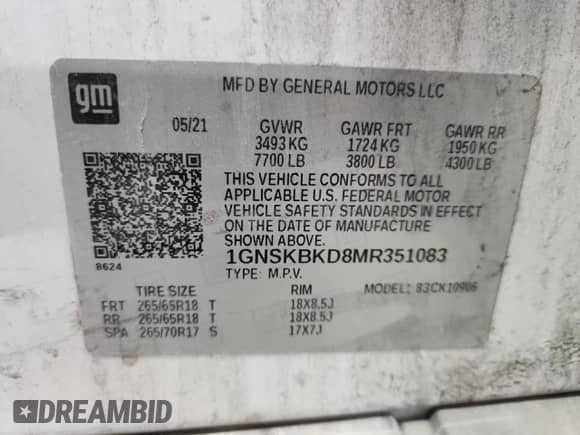 gm
MFD BY GENERAL MOTORS LLC
05/21 GVWR GAWR FRT GAWR RR
3493 KG 1724 KG 1950 KG
7700 LB 3800 LB 4300 LB
THIS VEHICLE CONFORMS TO ALL
APPLICABLE U.S. FEDERAL MOTOR
VEHICLE SAFETY STANDARDS IN EFFECT
ON THE DATE OF MANUFACTURE
SHOWN ABOVE.
8624
1GNSKBKD8MR351083
TYPE: M.P.V.
TIRE SIZE RIM MODEL: 83CK10906
FRT 265/65R18 T 18X8.5J
RR 265/65R18 T 18X8.5J
SPA 265/70R17 S 17X7J
DREAMBID